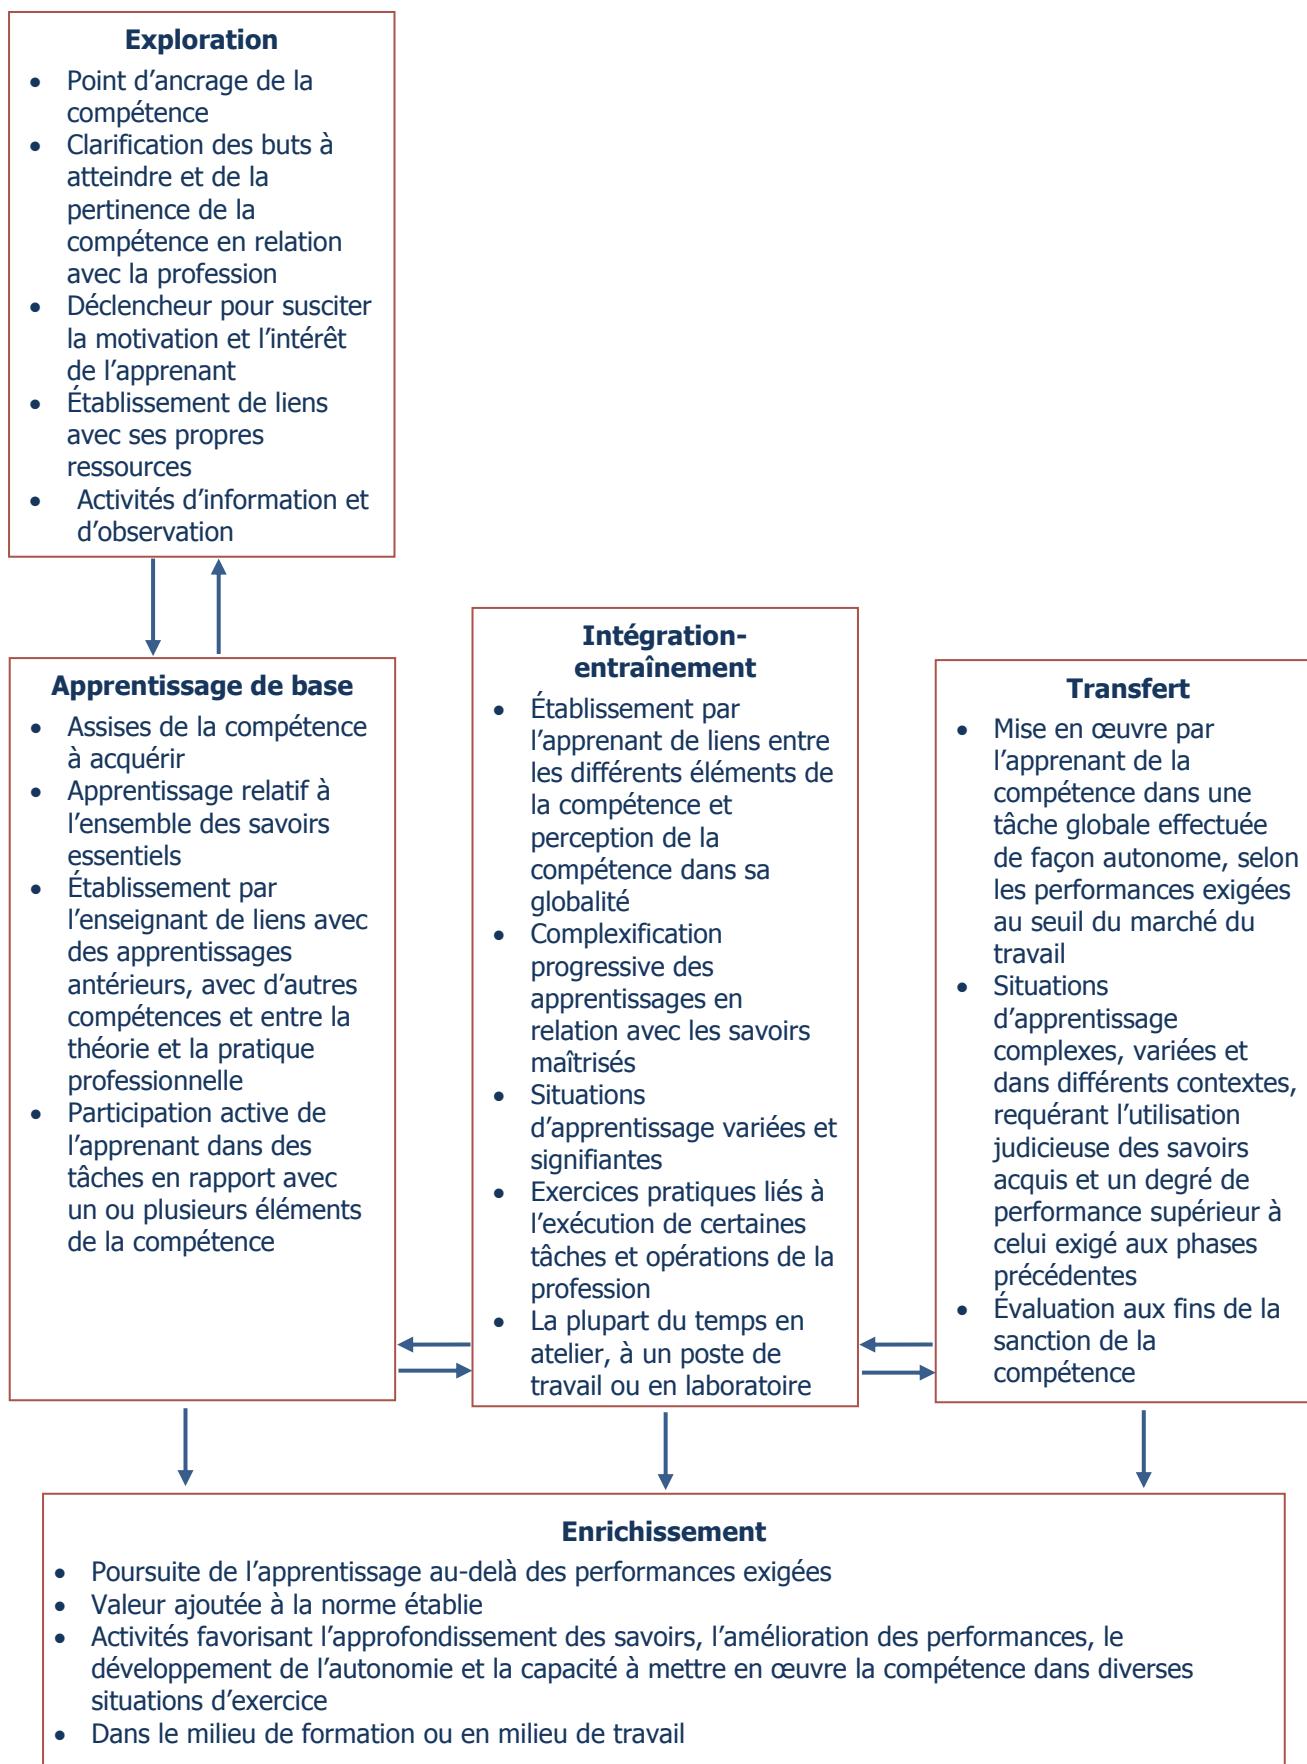 Exploration
• Point d’ancrage de la
compétence
• Clarification des buts à
atteindre et de la
pertinence de la
compétence en relation
avec la profession
• Déclencheur pour susciter
la motivation et l’intérêt
de l’apprenant
• Établissement de liens
avec ses propres
ressources
• Activités d’information et
d’observation
Apprentissage de base
• Assises de la compétence
à acquérir
• Apprentissage relatif à
l’ensemble des savoirs
essentiels
• Établissement par
l’enseignant de liens avec
des apprentissages
antérieurs, avec d’autres
compétences et entre la
théorie et la pratique
professionnelle
• Participation active de
l’apprenant dans des
tâches en rapport avec
un ou plusieurs éléments
de la compétence
Intégration-
entraînement
• Établissement par
l’apprenant de liens entre
les différents éléments de
la compétence et
perception de la
compétence dans sa
globalité
• Complexification
progressive des
apprentissages en
relation avec les savoirs
maîtrisés
• Situations
d’apprentissage variées et
signifiantes
• Exercices pratiques liés à
l’exécution de certaines
tâches et opérations de la
profession
• La plupart du temps en
atelier, à un poste de
travail ou en laboratoire
Transfert
• Mise en œuvre par
l’apprenant de la
compétence dans une
tâche globale effectuée
de façon autonome, selon
les performances exigées
au seuil du marché du
travail
• Situations
d’apprentissage
complexes, variées et
dans différents contextes,
requérant l’utilisation
judicieuse des savoirs
acquis et un degré de
performance supérieur à
celui exigé aux phases
précédentes
• Évaluation aux fins de la
sanction de la
compétence
Enrichissement
• Poursuite de l’apprentissage au-delà des performances exigées
• Valeur ajoutée à la norme établie
• Activités favorisant l’approfondissement des savoirs, l’amélioration des performances, le
développement de l’autonomie et la capacité à mettre en œuvre la compétence dans diverses
situations d’exercice
• Dans le milieu de formation ou en milieu de travail